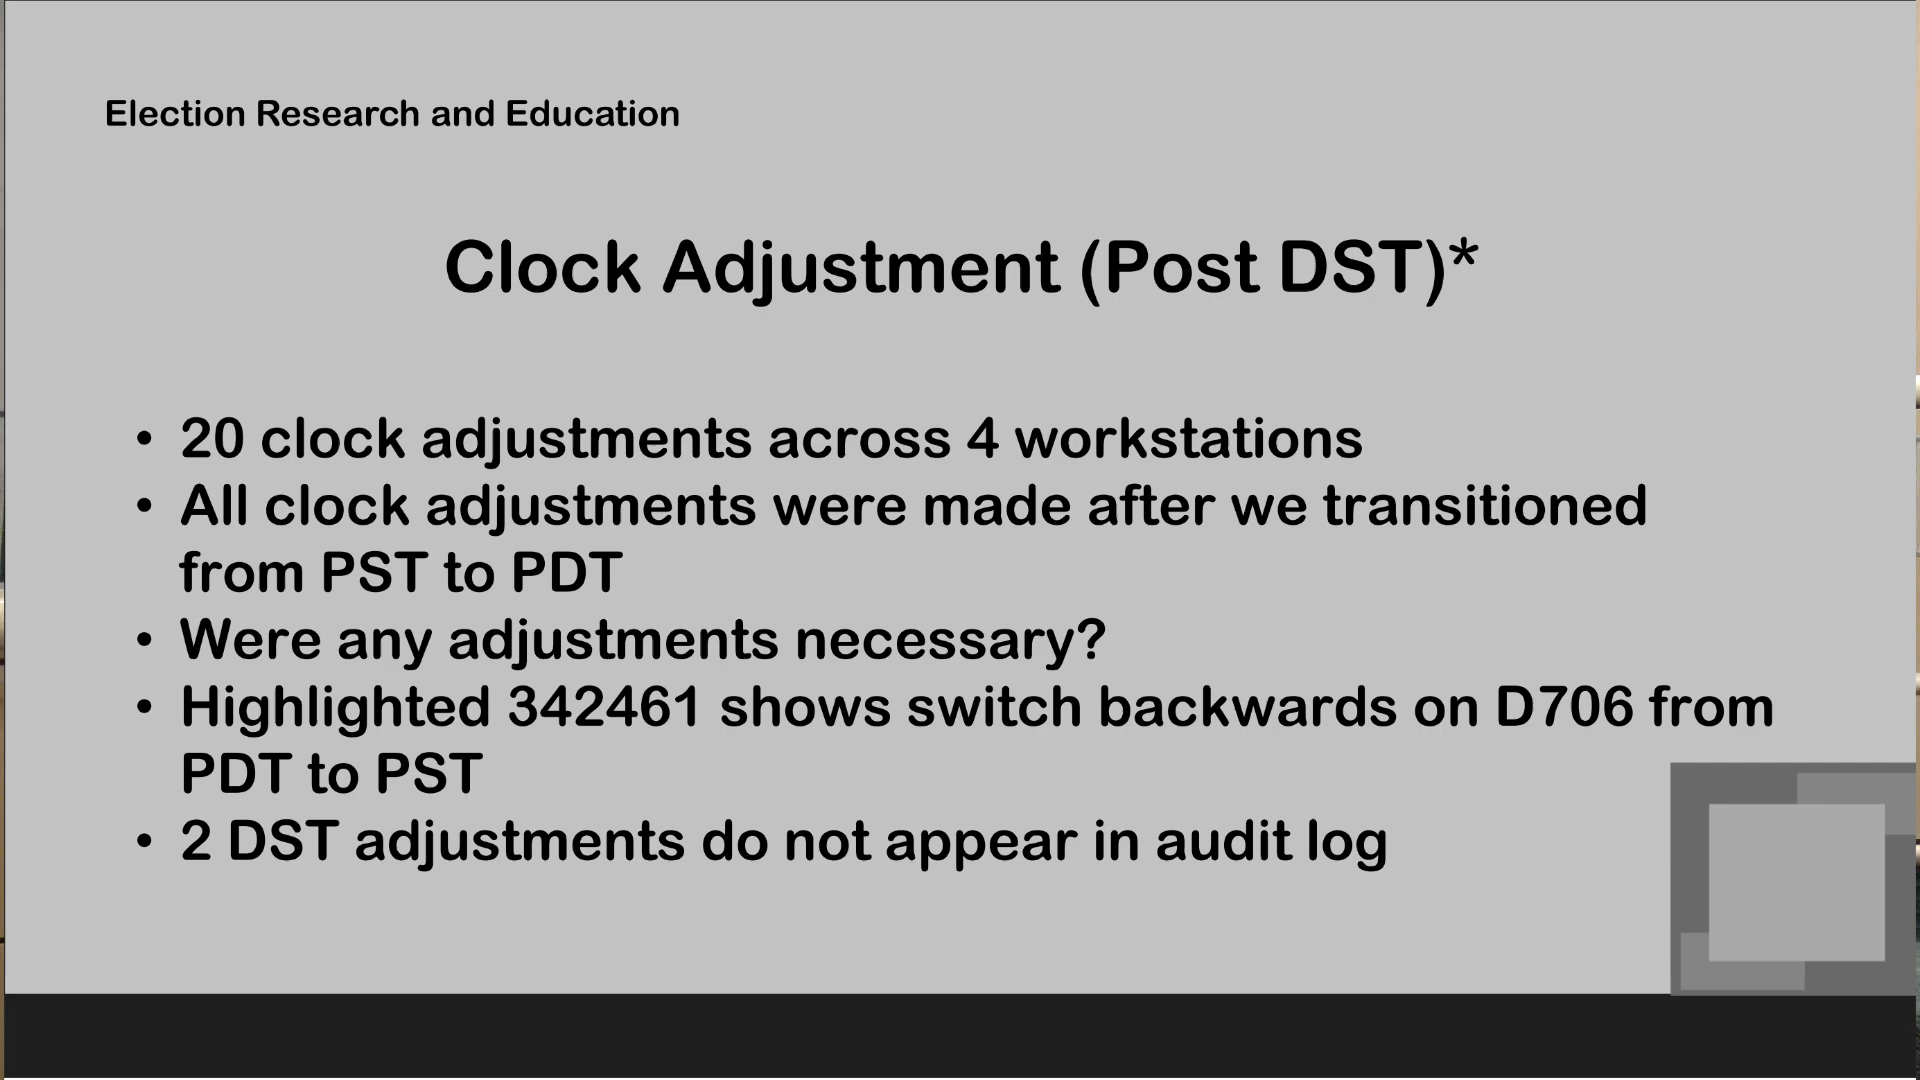 Election Research and Education
Clock Adjustment (Post DST)*
• 20 clock adjustments across 4 workstations
• All clock adjustments were made after we transitioned
from PST to PDT
• Were any adjustments necessary?
• Highlighted 342461 shows switch backwards on D706 from
PDT to PST
• 2 DST adjustments do not appear in audit log